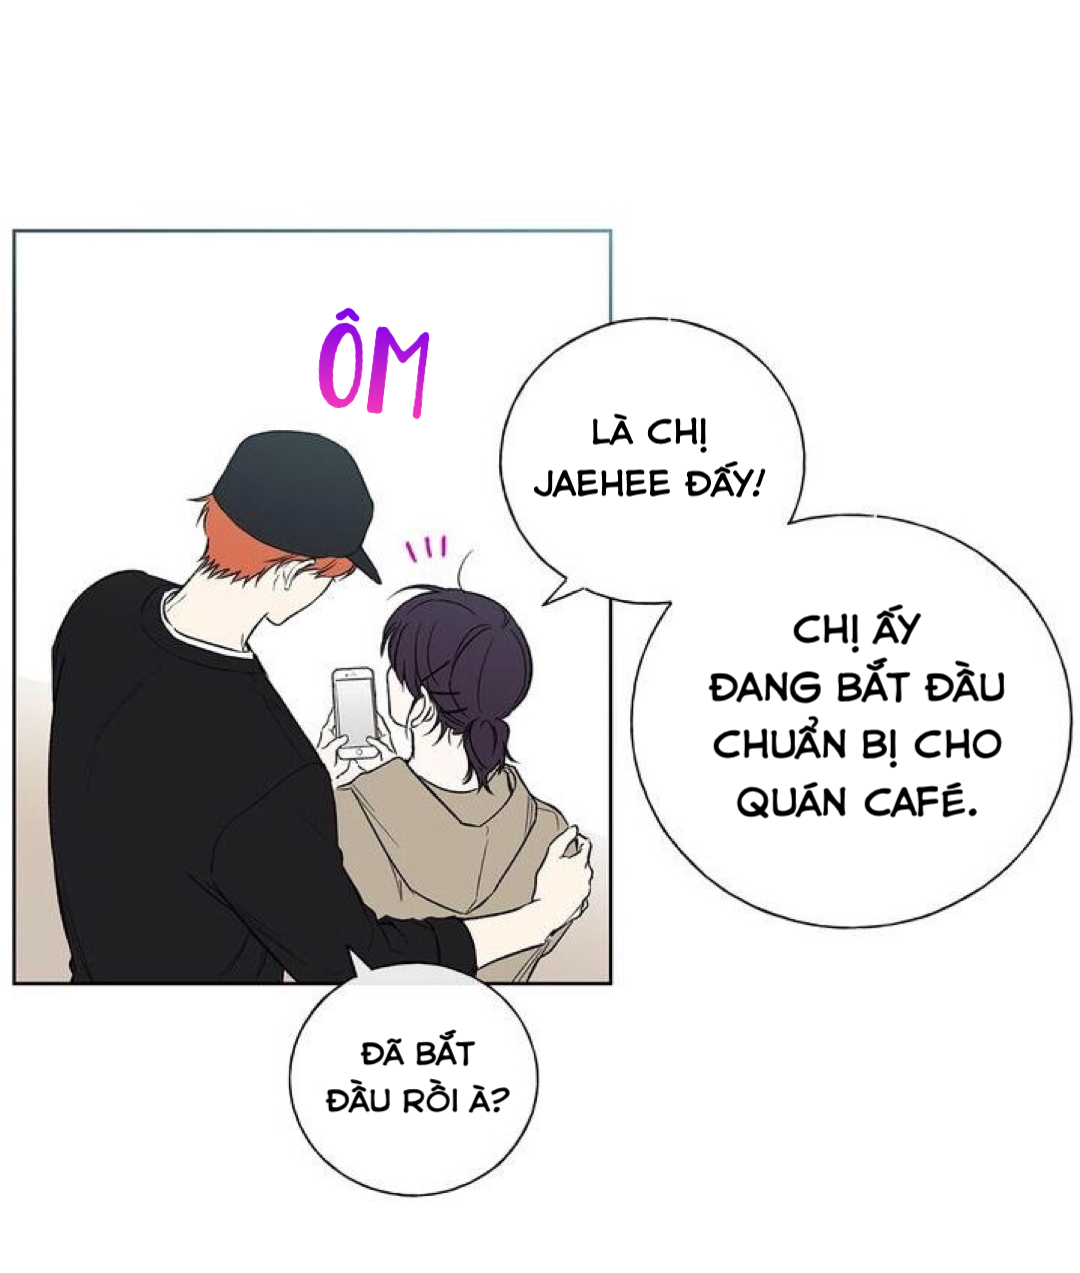 ÔM
LÀ CHỊ
JAEHEE ĐẤY!
CHỊ ẤY
ĐANG BẮT ĐẦU
CHUẨN BỊ CHO
QUÁN CAFÉ.
ĐÃ BẮT
ĐẦU RỒI À?